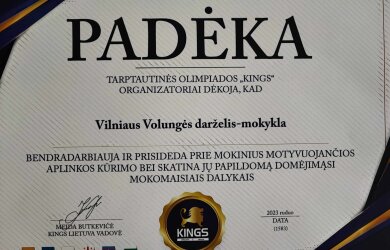 PADĖKA
TARPTAUTINĖS OLIMPIADOS „KINGS“
ORGANIZATORIAI DĖKOJA, KAD
Vilniaus Volungės darželis-mokykla
BENDRADARBIAUJA IR PRISIDEDA PRIE MOKINIUS MOTYVUOJANČIOS
APLINKOS KŪRIMO BEI SKATINA JŲ PAPILDOMĄ DOMĖJIMĄSI
MOKOMAISIAIS DALYKAIS
MEIDA BUTKEVIČĖ
KINGS LIETUVA VADOVĖ
KINGS
2023 ruduo
DATA